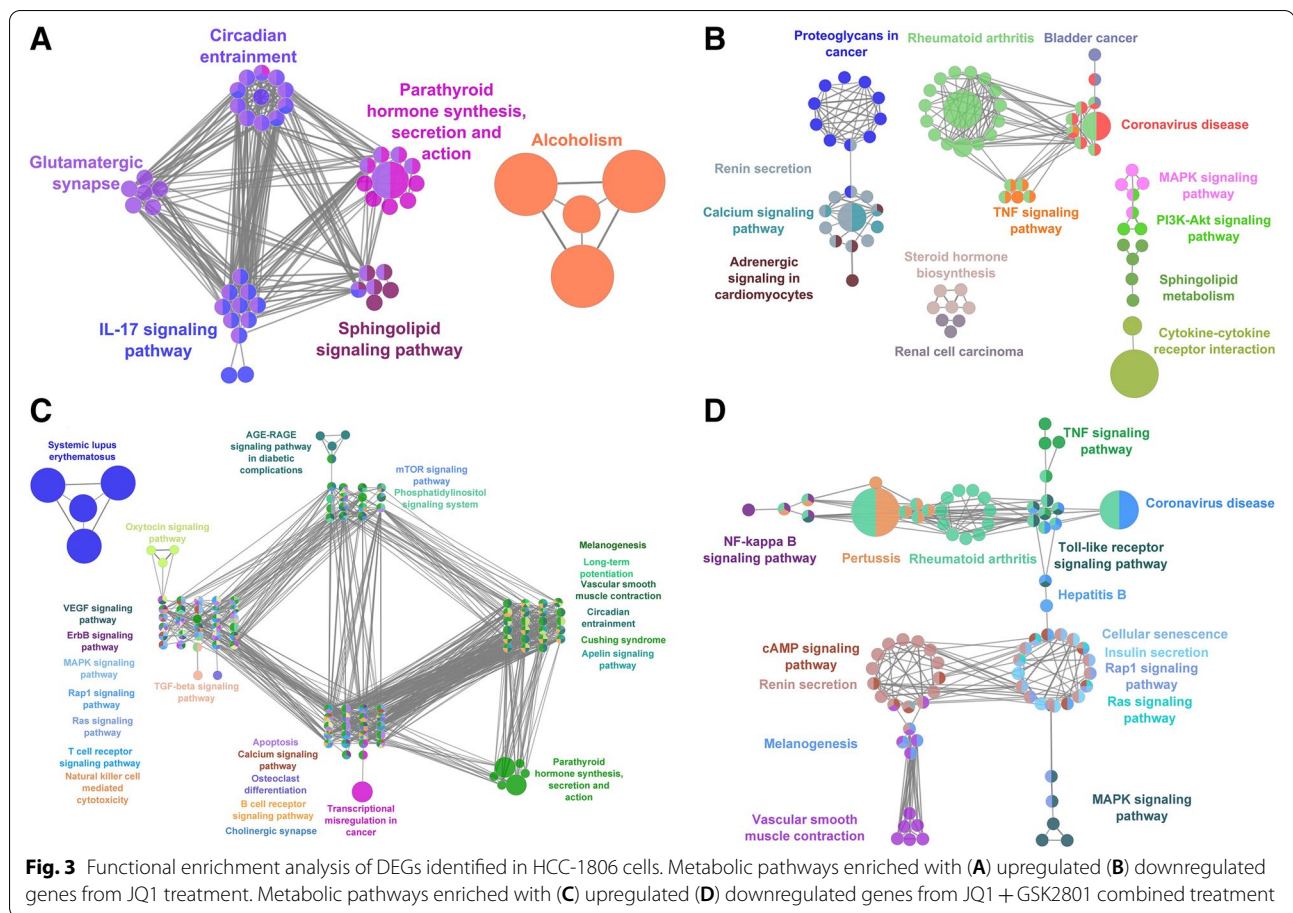 A
Circadian
entrainment
Parathyroid
hormone synthesis,
secretion and
action
Glutamatergic
synapse
IL-17 signaling
pathway
Sphingolipid
signaling pathway
Alcoholism
B
Proteoglycans in
cancer
Rheumatoid arthritis
Bladder cancer
Coronavirus disease
Renin secretion
Calcium signaling
pathway
Adrenergic
signaling in
cardiomyocytes
TNF signaling
pathway
Steroid hormone
biosynthesis
Renal cell carcinoma
MAPK signaling
pathway
PI3K-Akt signaling
pathway
Sphingolipid
metabolism
Cytokine-cytokine
receptor interaction
C
Systemic lupus
erythematosus
AGE-RAGE
signaling pathway
in diabetic
complications
mTOR signaling
pathway
Phosphatidylinositol
signaling system
Oxytocin signaling
pathway
VEGF signaling
pathway
ErbB signaling
pathway
MAPK signaling
pathway
Rap1 signaling
pathway
Ras signaling
pathway
T cell receptor
signaling pathway
Natural killer cell
mediated
cytotoxicity
TGF-beta signaling
pathway
Melanogenesis
Long-term
potentiation
Vascular smooth
muscle contraction
Circadian
entrainment
Cushing syndrome
Apelin signaling
pathway
Apoptosis
Calcium signaling
pathway
Osteoclast
differentiation
B cell receptor
signaling pathway
Cholinergic synapse
Transcriptional
misregulation in
cancer
Parathyroid
hormone synthesis,
secretion and
action
D
TNF signaling
pathway
Coronavirus disease
NF-kappa B
signaling pathway
Pertussis
Rheumatoid arthritis
Toll-like receptor
signaling pathway
Hepatitis B
cAMP signaling
pathway
Renin secretion
Cellular senescence
Insulin secretion
Rap1 signaling
pathway
Ras signaling
pathway
Melanogenesis
Vascular smooth
muscle contraction
MAPK signaling
pathway
Fig. 3 Functional enrichment analysis of DEGs identified in HCC-1806 cells. Metabolic pathways enriched with (A) upregulated (B) downregulated
genes from JQ1 treatment. Metabolic pathways enriched with (C) upregulated (D) downregulated genes from JQ1 + GSK2801 combined treatment